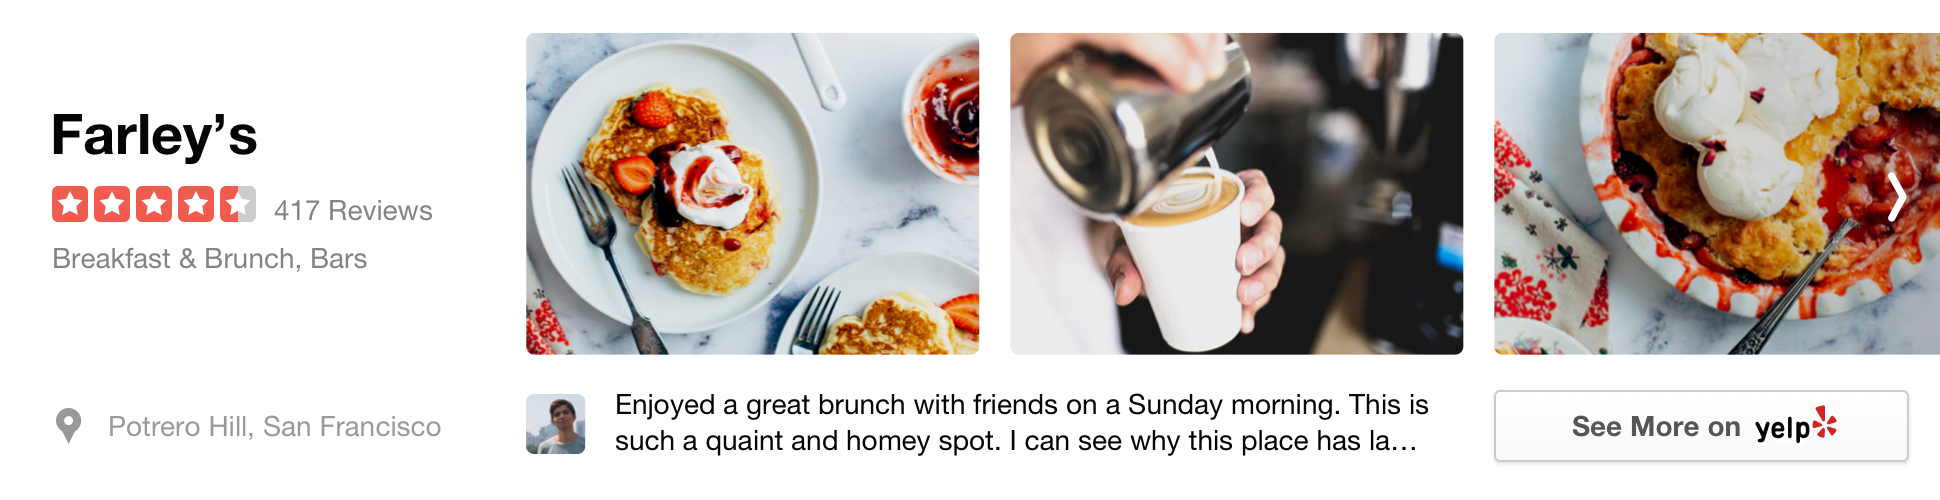 Farley’s
417 Reviews
Breakfast & Brunch, Bars
Potrero Hill, San Francisco
Enjoyed a great brunch with friends on a Sunday morning. This is
such a quaint and homey spot. I can see why this place has la…
See More on yelp